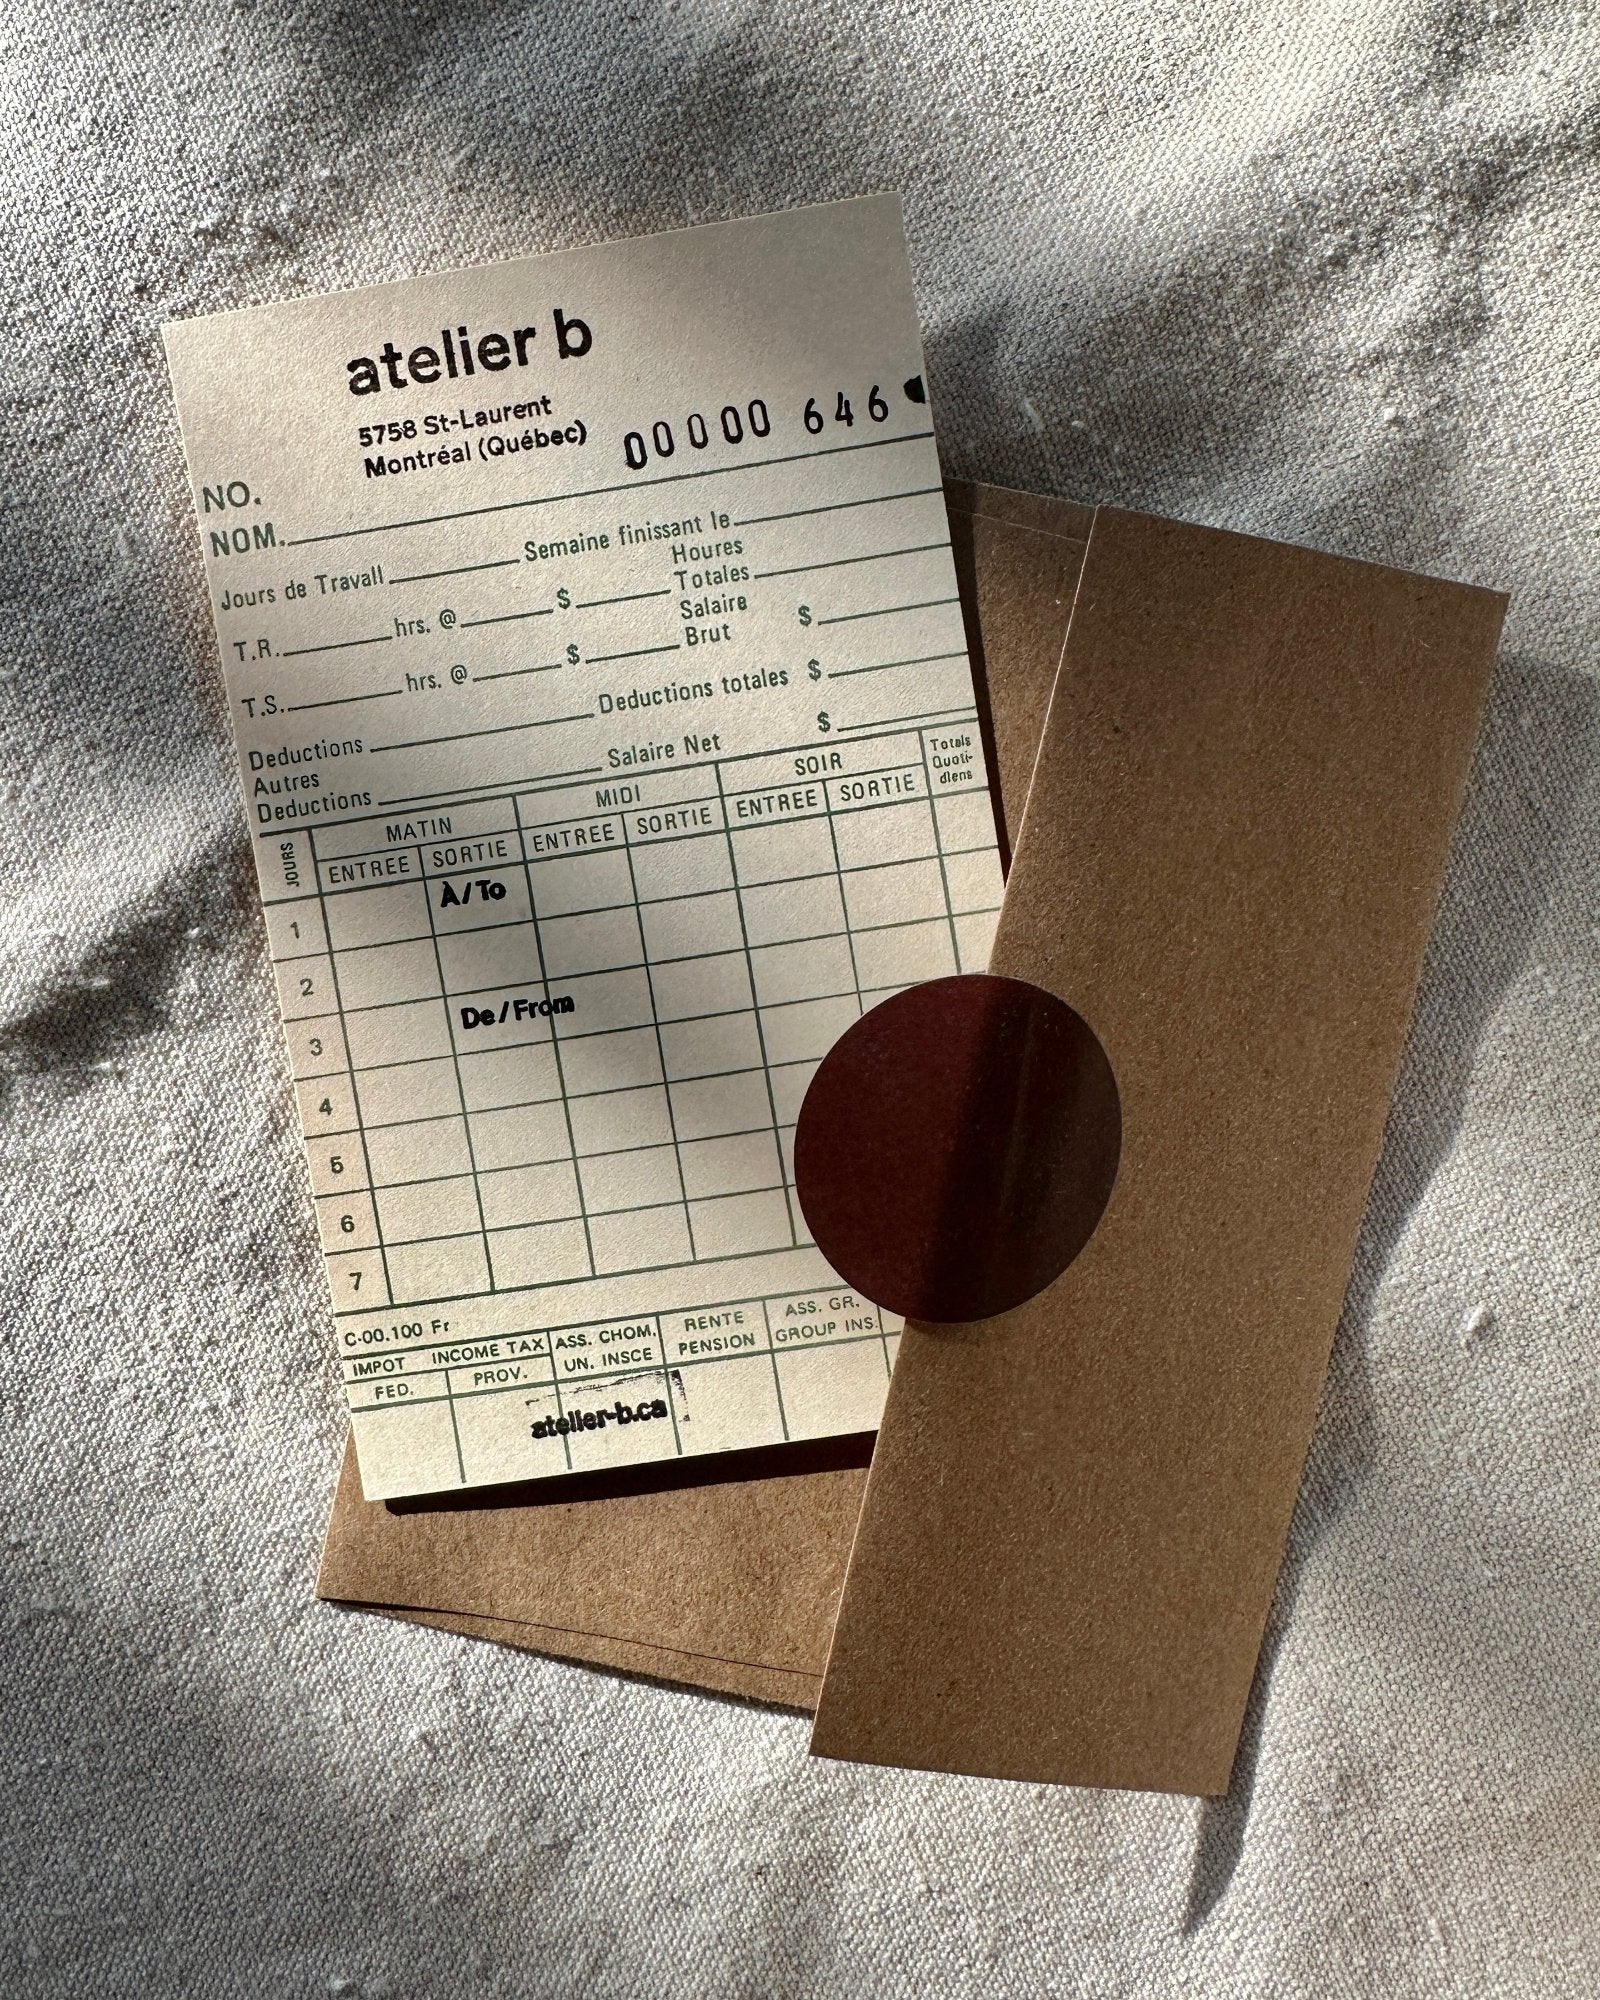 atelier b
5758 St-Laurent
Montréal (Québec)
00000 646
NO.
NOM.
Semaine finissant le
Jours de Travall
Houres
Totales
T.R. hrs. @ $
Salaire
Brut $
T.S. hrs. @ $
Deductions Deductions totales $
Autres
Deductions Salaire Net $
JOURS MATIN MIDI SOIR Totals
Quoti-
diens
ENTREE SORTIE ENTREE SORTIE ENTREE SORTIE
À/To
1
2
De/From
3
4
5
6
7
C-00.100 Fr
IMPOT INCOME TAX ASS. CHOM. RENTE ASS. GR.
FED. PROV. UN. INSCE PENSION GROUP INS.
atelier-b.ca